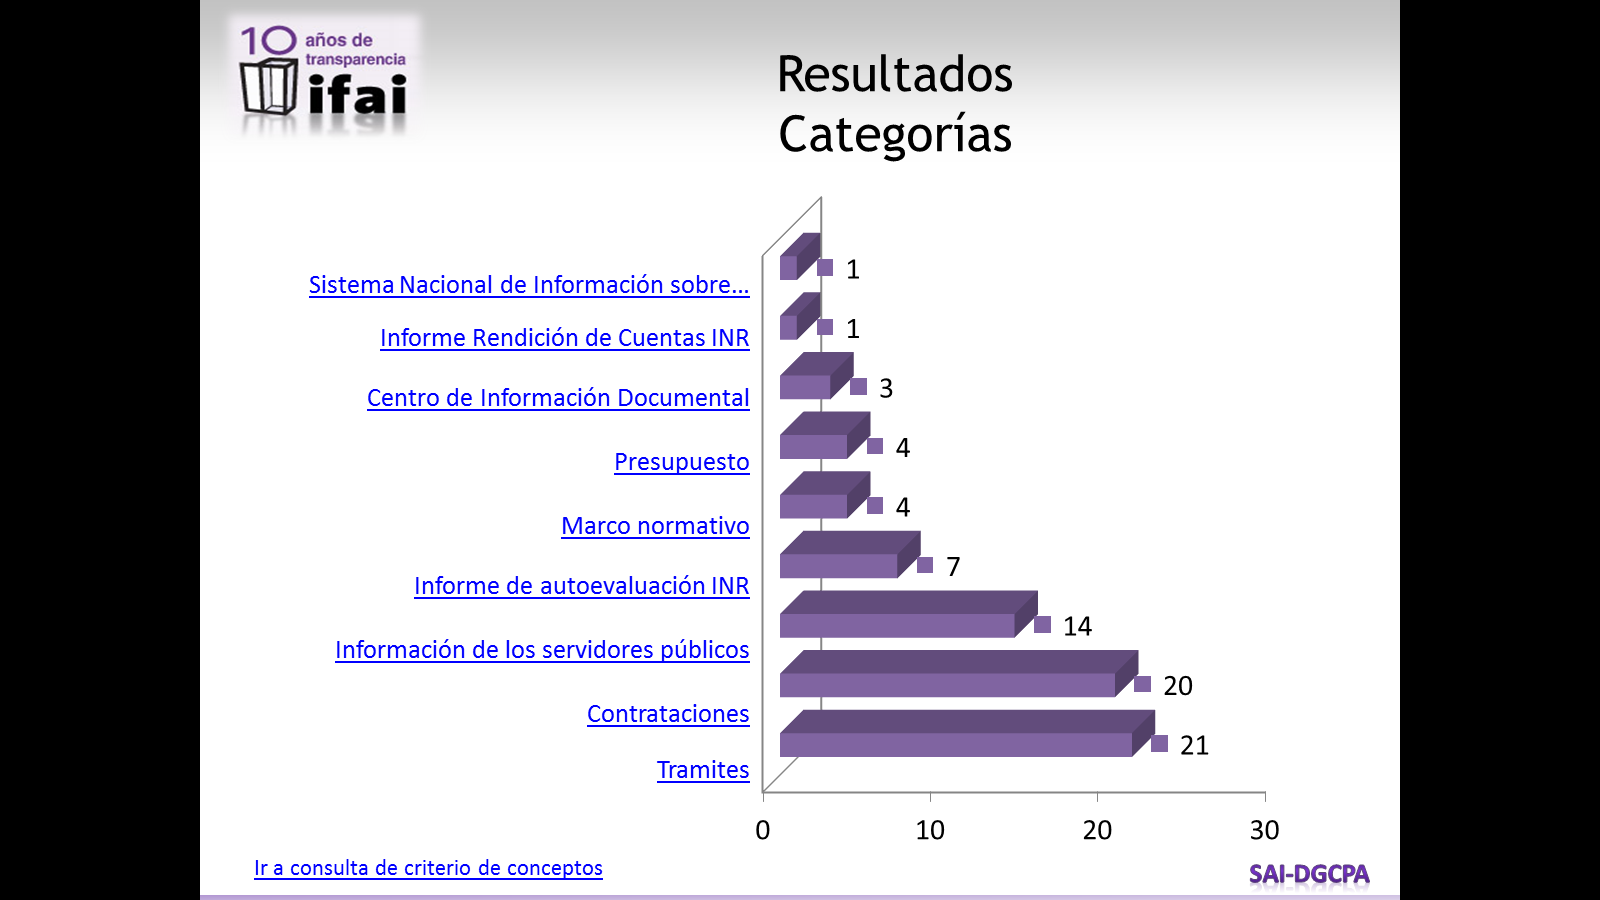 10 años de
transparencia
ifai
Resultados
Categorías
Sistema Nacional de Información sobre...
1
Informe Rendición de Cuentas INR
1
Centro de Información Documental
3
Presupuesto
4
Marco normativo
4
Informe de autoevaluación INR
7
Información de los servidores públicos
14
Contrataciones
20
Tramites
21
0 10 20 30
Ir a consulta de criterio de conceptos
SAI-DGCPA